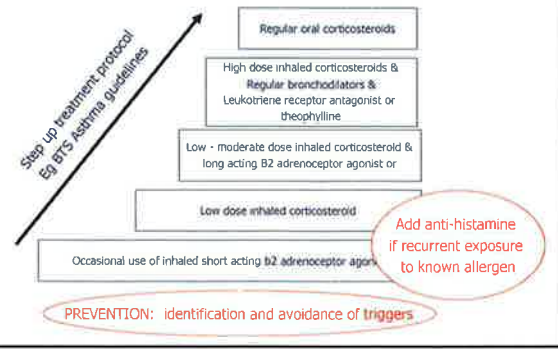 Step up treatment protocol
Eg BTS Asthma guidelines
Regular oral corticosteroids
High dose inhaled corticosteroids &
Regular bronchodilators &
Leukotriene receptor antagonist or
theophylline
Low - moderate dose inhaled corticosteroid &
long acting B2 adrenoceptor agonist or
Low dose inhaled corticosteroid
Occasional use of inhaled short acting b2 adrenoceptor agoni
Add anti-histamine
if recurrent exposure
to known allergen
PREVENTION: identification and avoidance of triggers